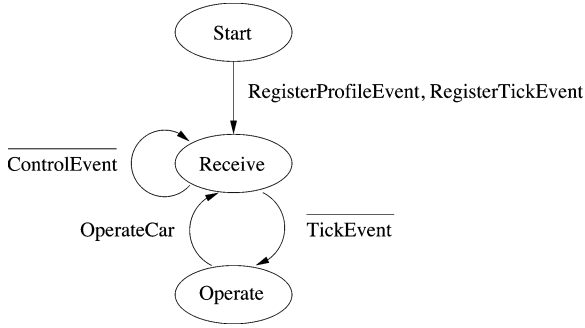 Start
RegisterProfileEvent, RegisterTickEvent
ControlEvent
Receive
OperateCar
TickEvent
Operate